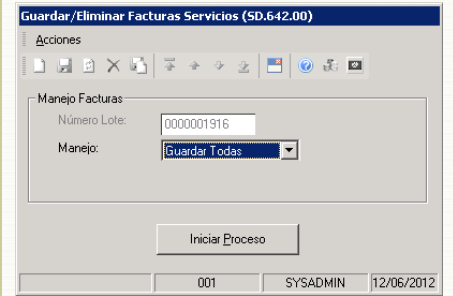 Guardar/Eliminar Facturas Servicios (SD.642.00)
Acciones
Manejo Facturas
Número Lote: 0000001916
Manejo: Guardar Todas
Iniciar Proceso
001 SYSADMIN 12/06/2012